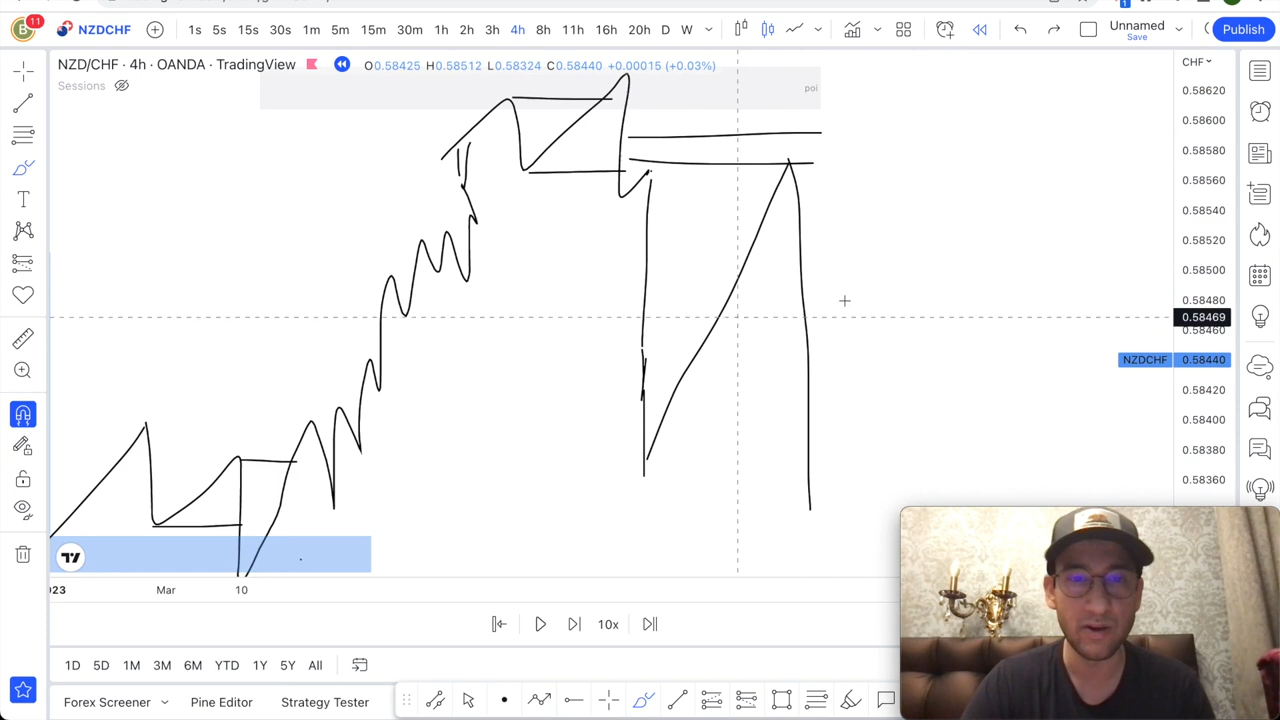 B 11 NZDCHF 1s 5s 15s 30s 1m 5m 15m 30m 1h 2h 3h 4h 8h 11h 16h 20h D W Unnamed Save Publish
NZD/CHF · 4h · OANDA · TradingView O0.58425 H0.58512 L0.58324 C0.58440 +0.00015 (+0.03%) CHF
Sessions
poi
0.58620
0.58600
0.58580
0.58560
0.58540
0.58520
0.58500
0.58480
0.58469
0.58460
NZDCHF 0.58440
0.58420
0.58400
0.58380
0.58360
Mar 10
10x
1D 5D 1M 3M 6M YTD 1Y 5Y All
Forex Screener Pine Editor Strategy Tester